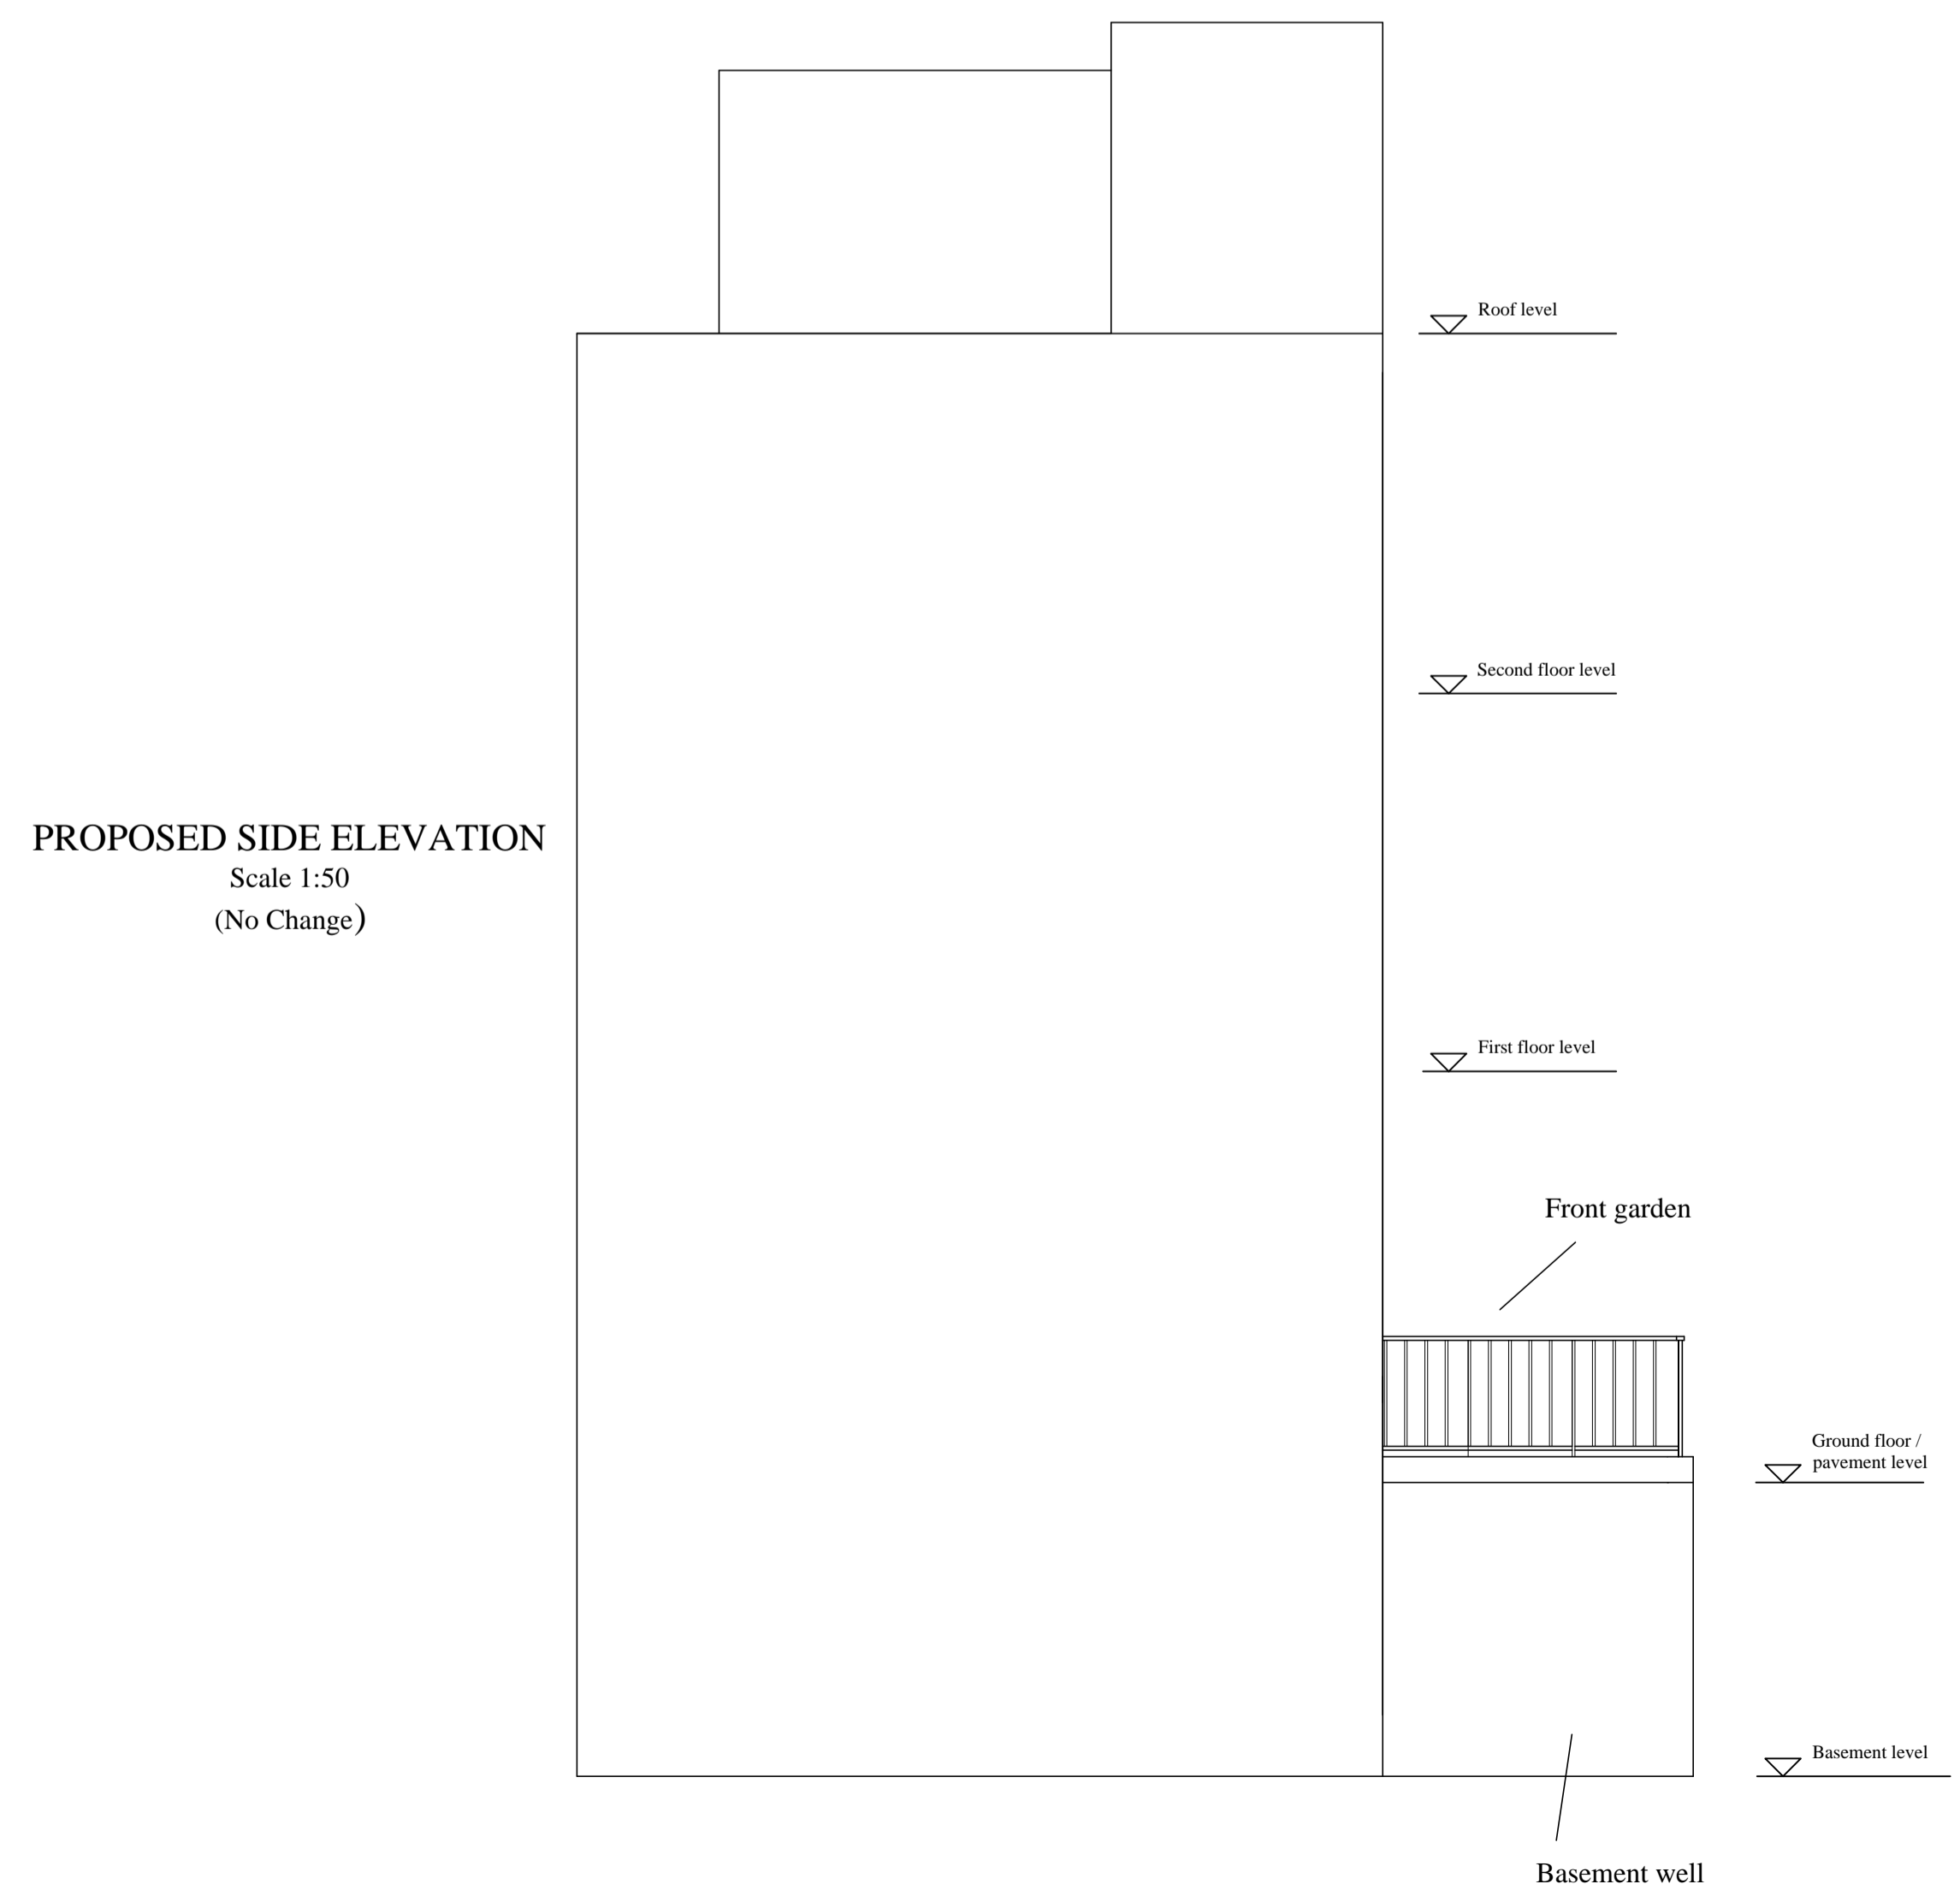 Roof level
Second floor level
PROPOSED SIDE ELEVATION
Scale 1:50
(No Change)
First floor level
Front garden
Ground floor /
pavement level
Basement level
Basement well